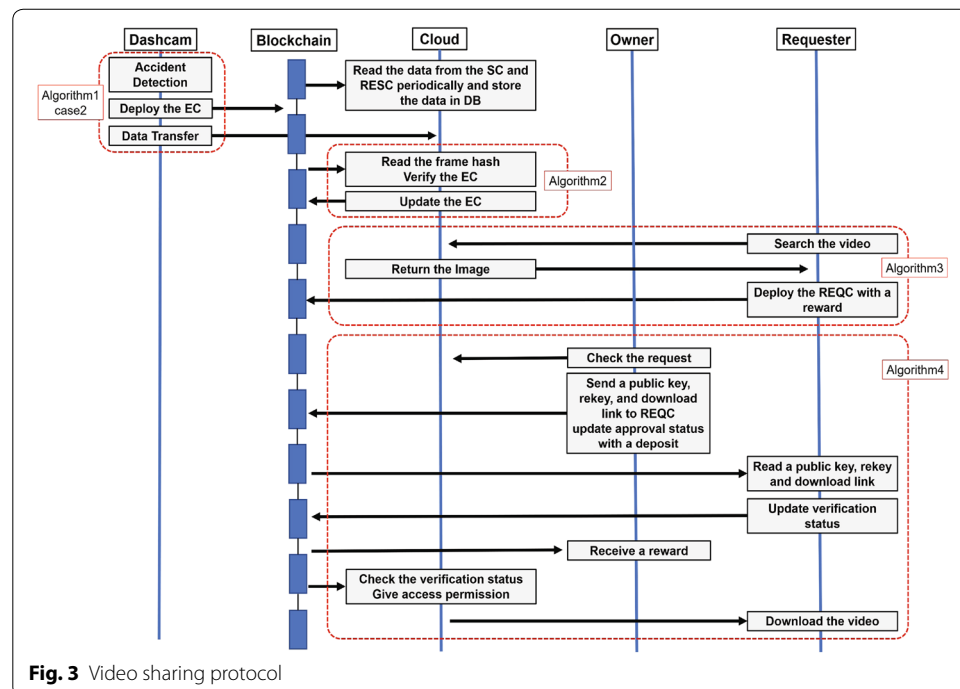 Dashcam
Blockchain
Cloud
Owner
Requester
Algorithm1
case2
Accident
Detection
Deploy the EC
Data Transfer
Read the data from the SC and
RESC periodically and store
the data in DB
Read the frame hash
Verify the EC
Update the EC
Algorithm2
Search the video
Return the Image
Deploy the REQC with a
reward
Algorithm3
Check the request
Send a public key,
rekey, and download
link to REQC
update approval status
with a deposit
Algorithm4
Read a public key, rekey
and download link
Update verification
status
Receive a reward
Check the verification status
Give access permission
Download the video
Fig. 3 Video sharing protocol